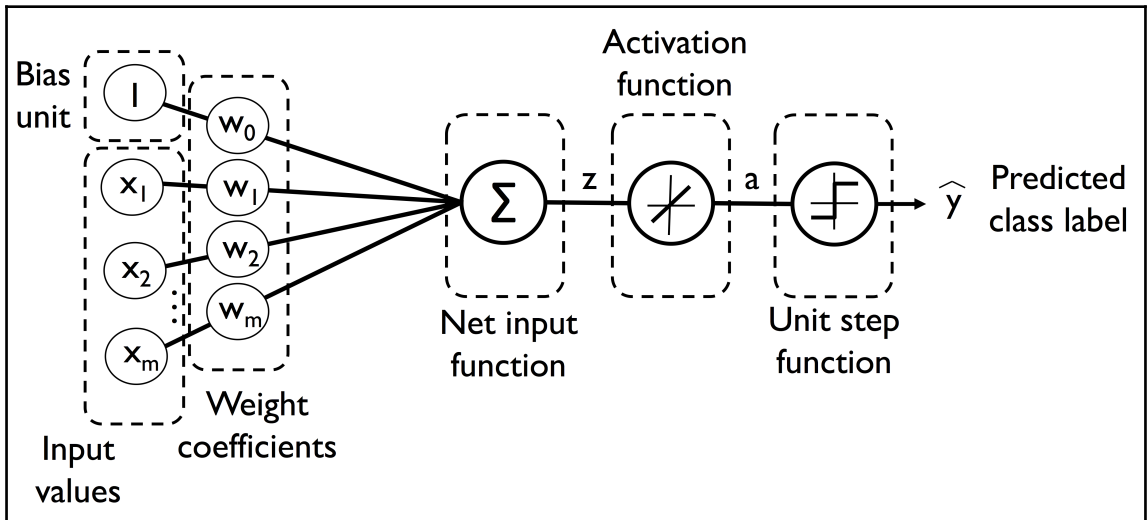 Bias
unit
1
x₁
x₂
⋮
xₘ
Input
values
w₀
w₁
w₂
wₘ
Weight
coefficients
Σ
Net input
function
z
Activation
function
a
Unit step
function
ŷ
Predicted
class label